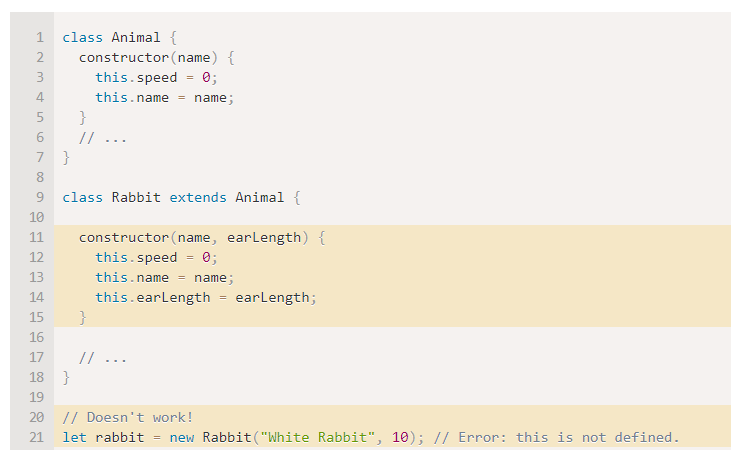 1 class Animal {
2   constructor(name) {
3     this.speed = 0;
4     this.name = name;
5   }
6   // ...
7 }
8
9 class Rabbit extends Animal {
10
11   constructor(name, earLength) {
12     this.speed = 0;
13     this.name = name;
14     this.earLength = earLength;
15   }
16
17   // ...
18 }
19
20 // Doesn't work!
21 let rabbit = new Rabbit("White Rabbit", 10); // Error: this is not defined.